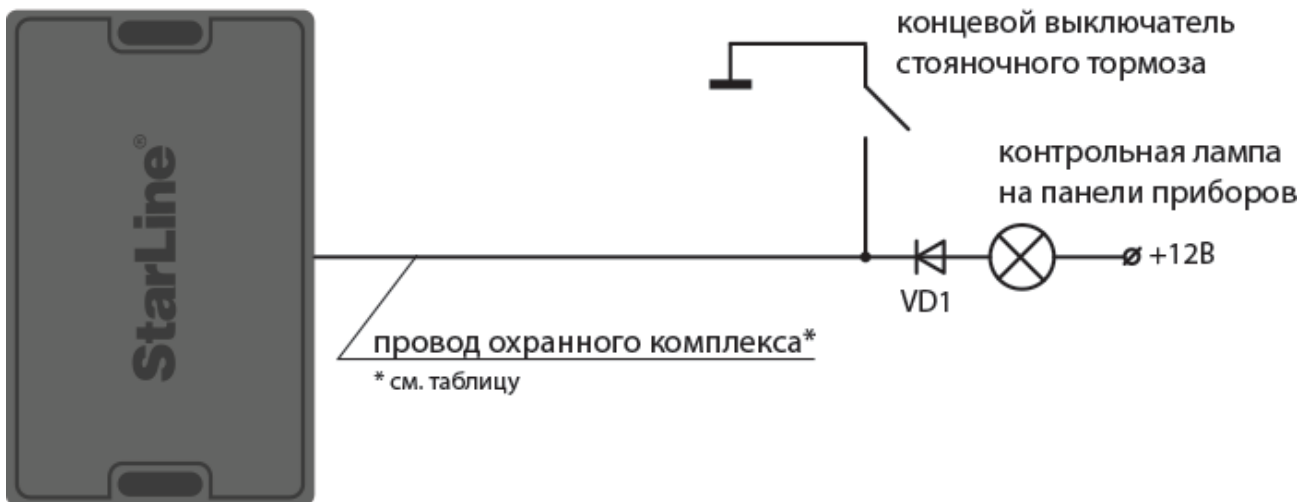 StarLine®
концевой выключатель
стояночного тормоза
контрольная лампа
на панели приборов
+12В
VD1
провод охранного комплекса*
* см. таблицу